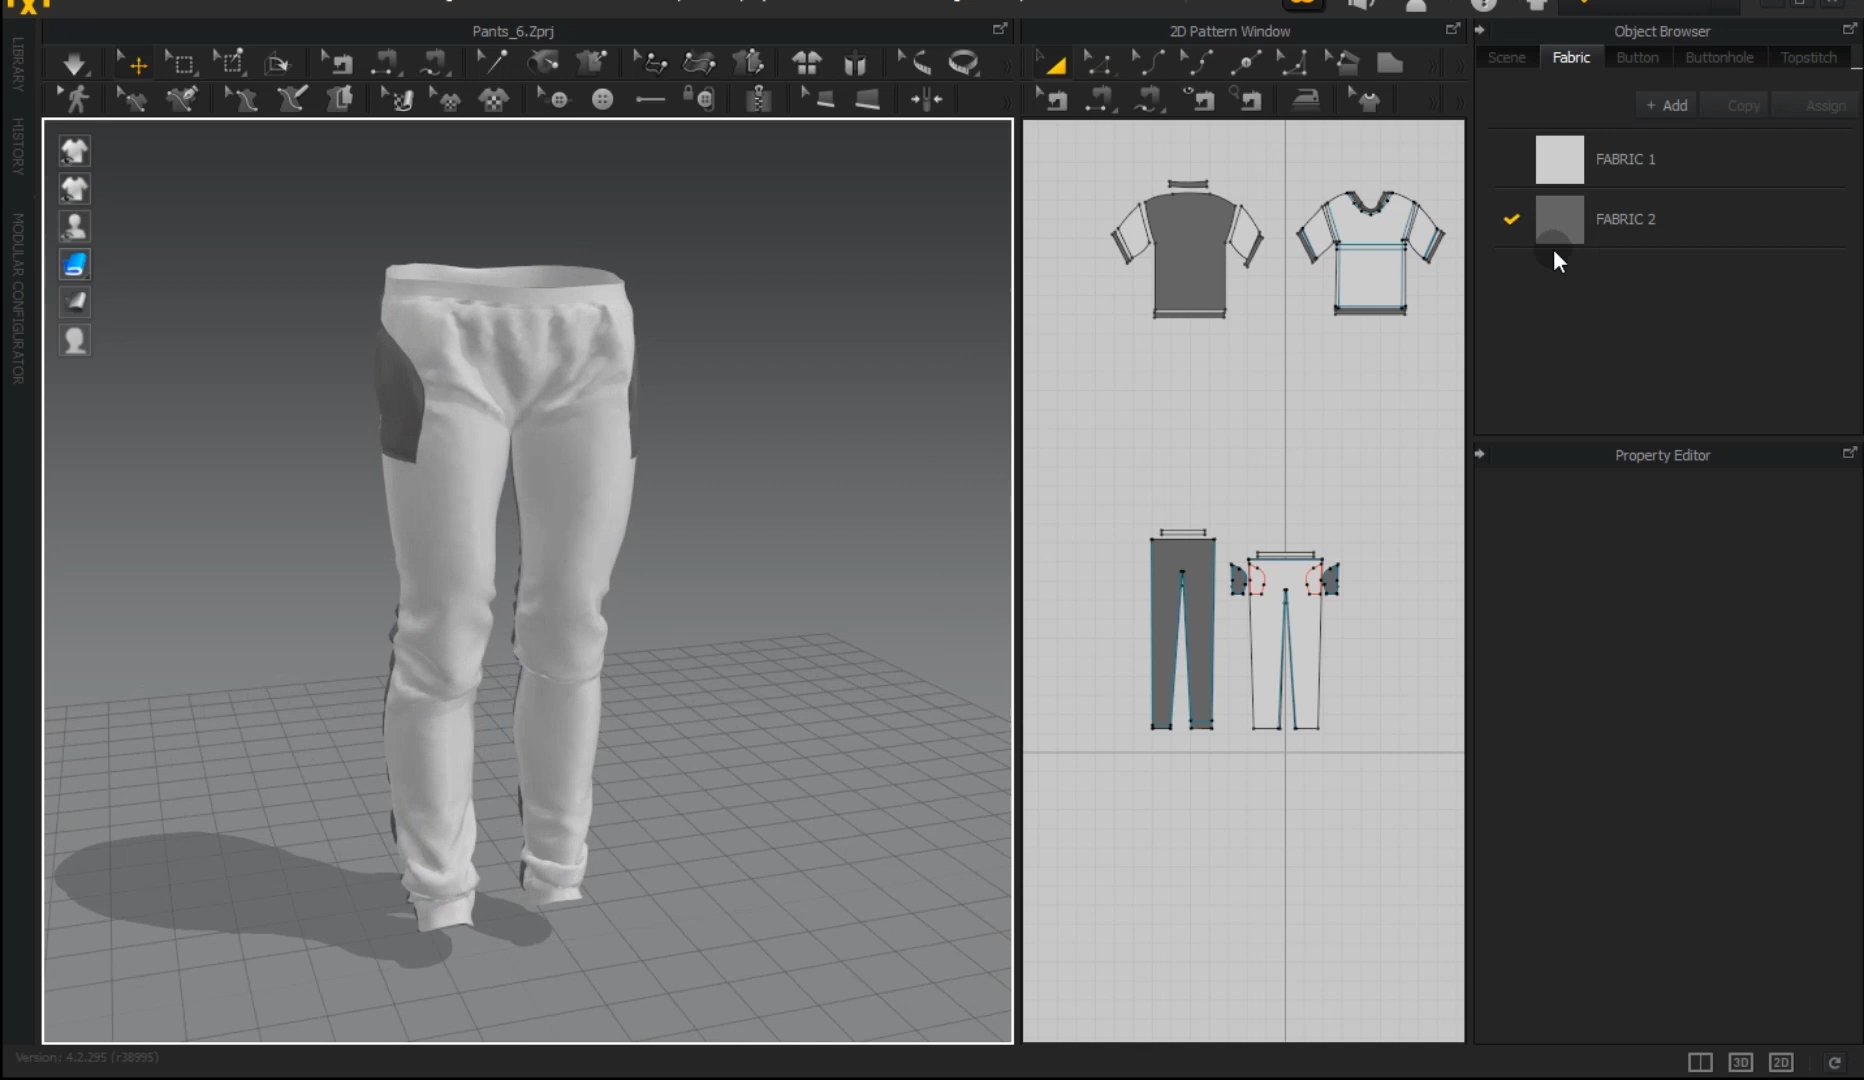 Pants_6.Zprj
2D Pattern Window
Object Browser
LIBRARY
HISTORY
MODULAR CONFIGURATOR
Scene
Fabric
Button
Buttonhole
Topstitch
+ Add
Copy
Assign
FABRIC 1
FABRIC 2
Property Editor
Version: 4.2.295 (r38995)
3D
2D